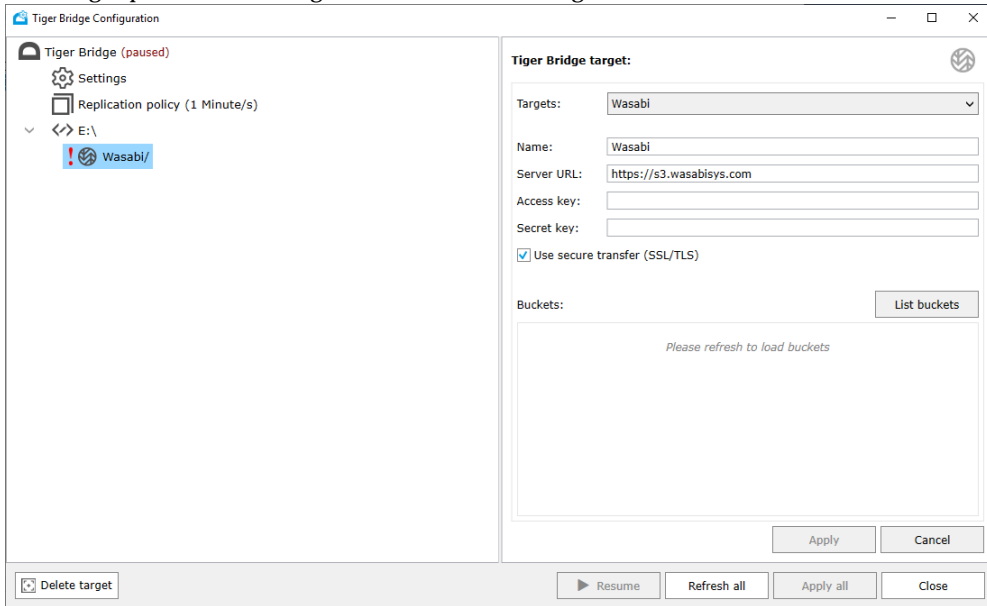 Tiger Bridge Configuration
Tiger Bridge (paused)
Settings
Replication policy (1 Minute/s)
E:\
Wasabi/
Tiger Bridge target:
Targets: Wasabi
Name: Wasabi
Server URL: https://s3.wasabisys.com
Access key:
Secret key:
Use secure transfer (SSL/TLS)
Buckets: List buckets
Please refresh to load buckets
Apply Cancel
Delete target Resume Refresh all Apply all Close